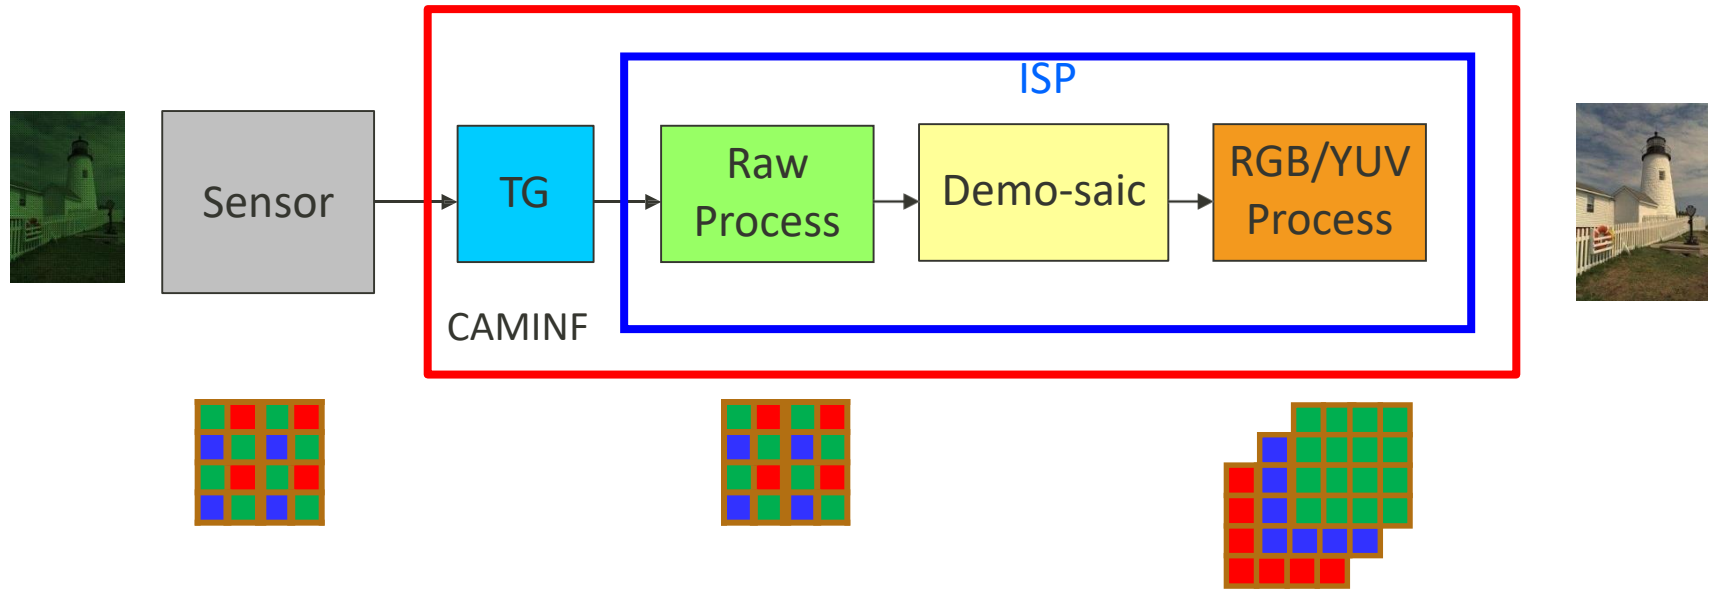 ISP
Sensor
TG
Raw
Process
Demo-saic
RGB/YUV
Process
CAMINF